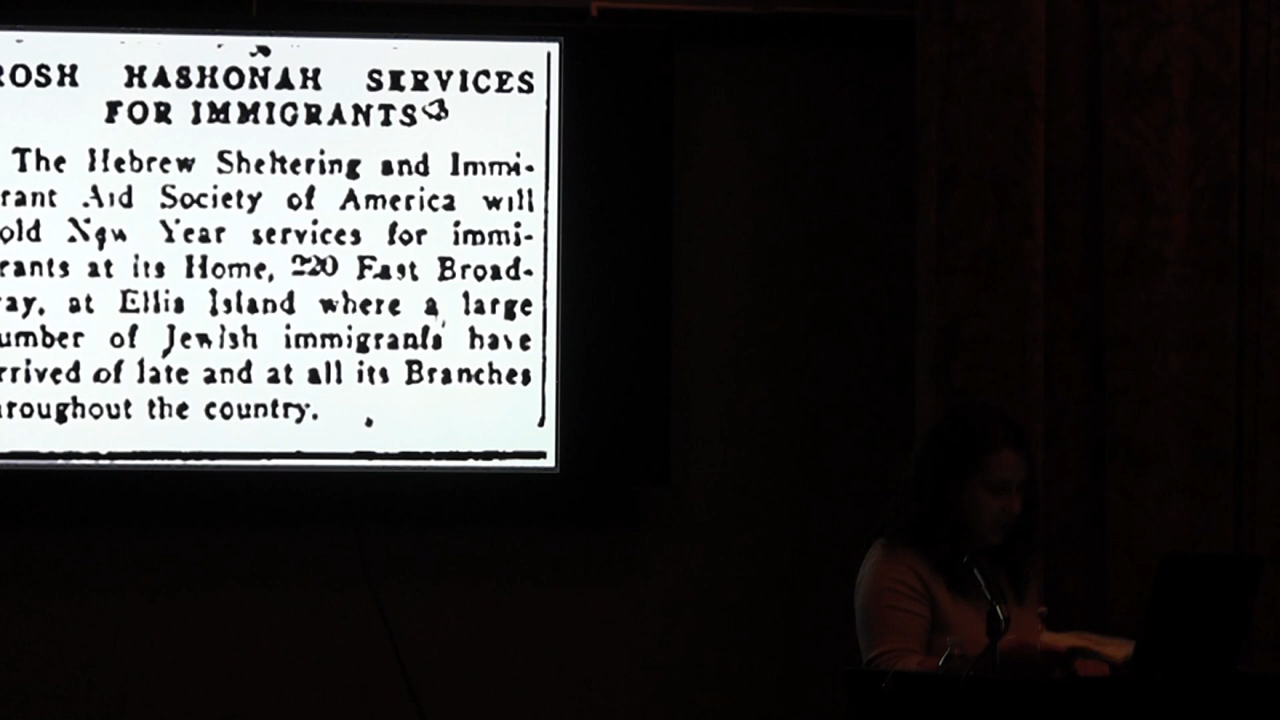 ROSH HASHONAH SERVICES
FOR IMMIGRANTS
The Hebrew Sheltering and Immi-
rant Aid Society of America will
old New Year services for immi-
rants at its Home, 220 East Broad-
ay, at Ellis Island where a large
umber of Jewish immigrants have
rrived of late and at all its Branches
hroughout the country.